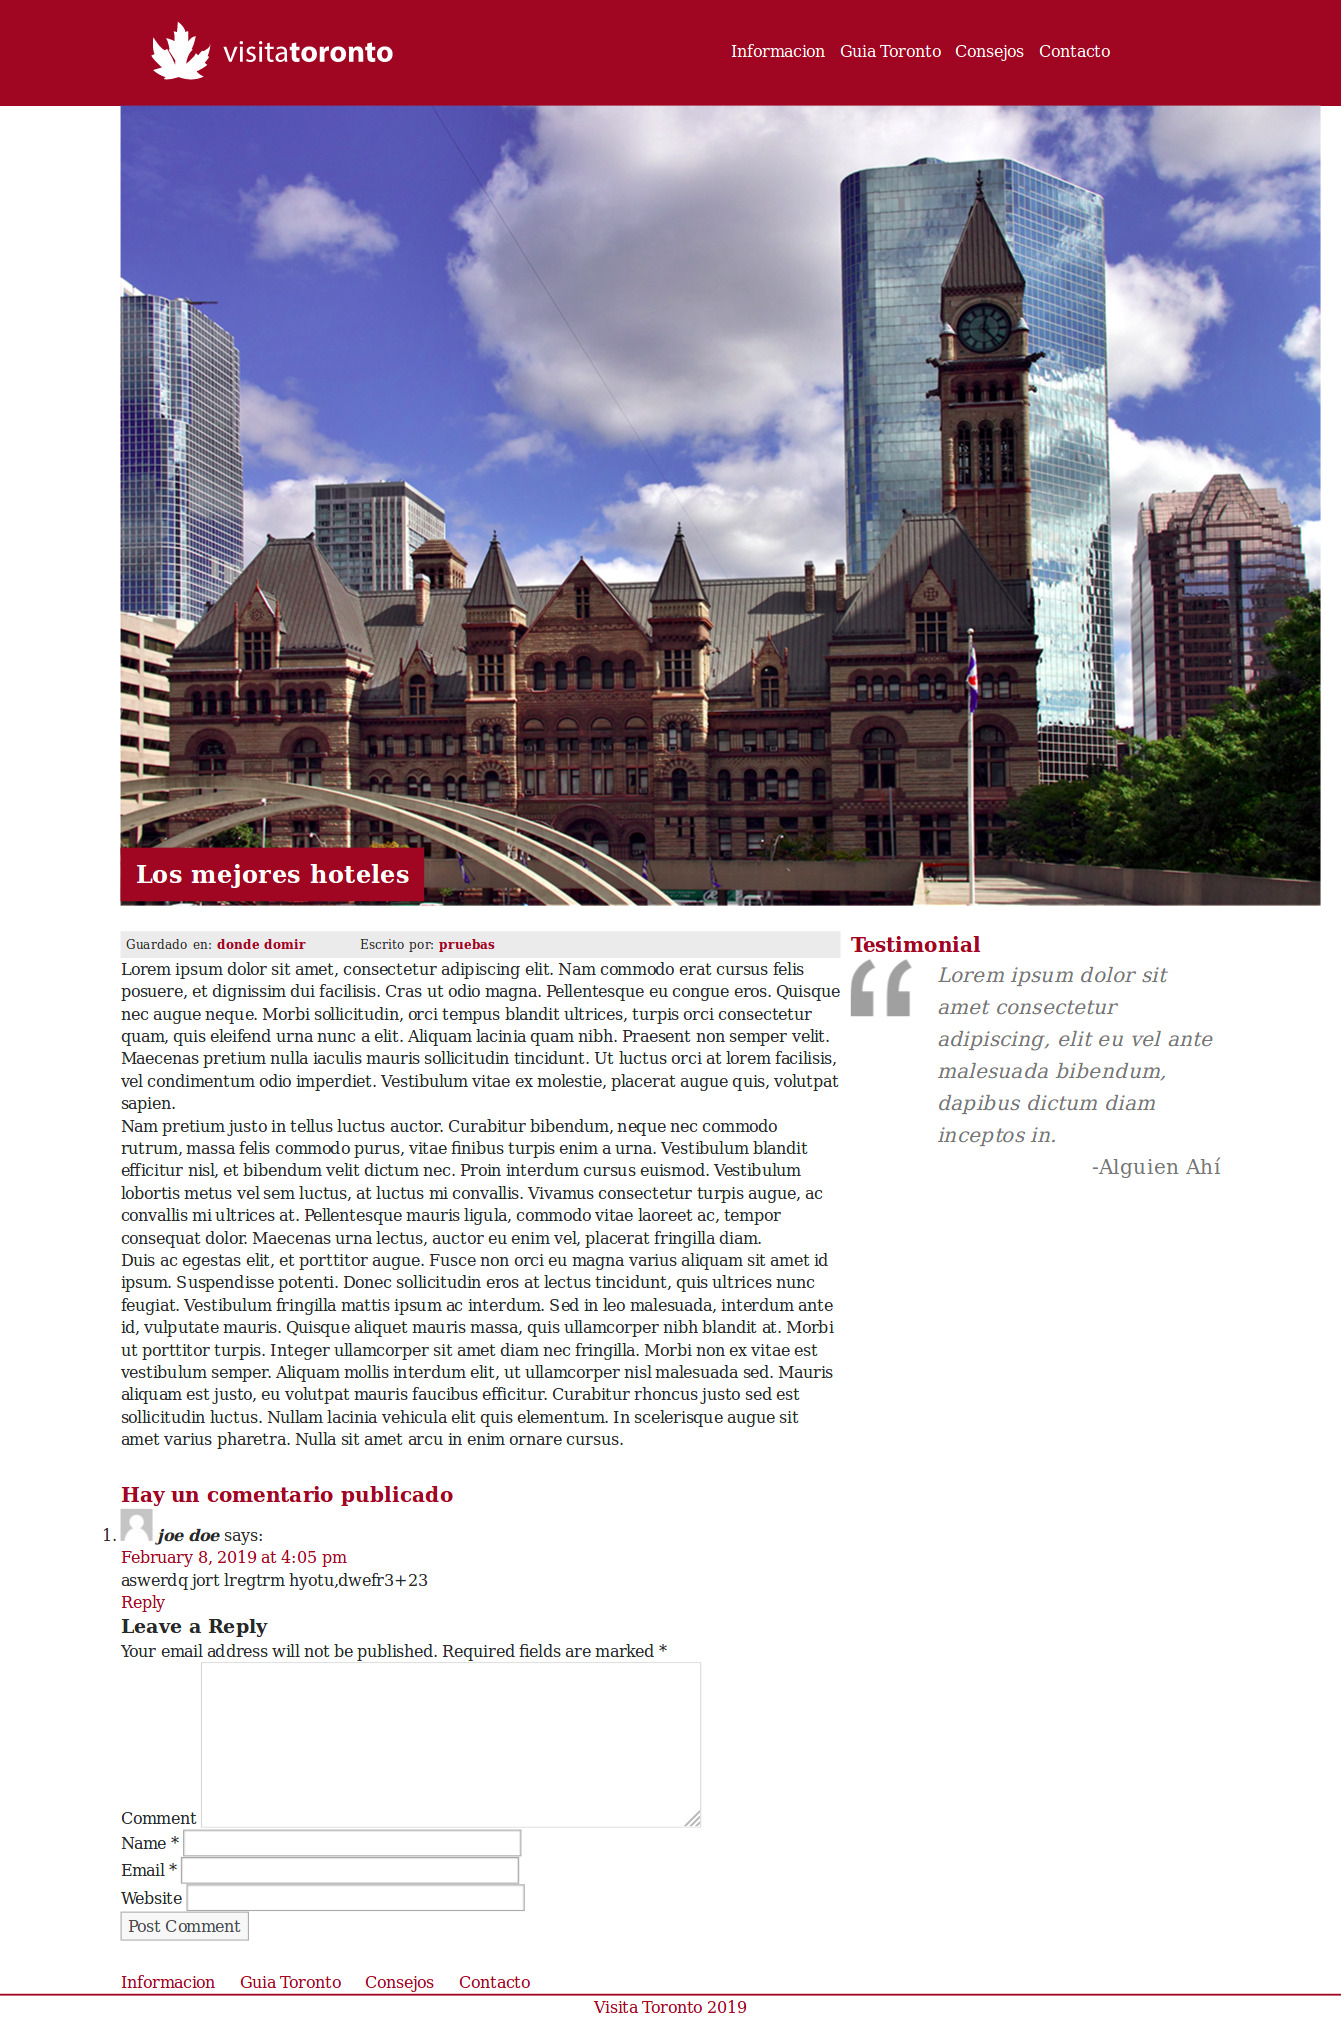 visitatoronto
Informacion Guia Toronto Consejos Contacto
Los mejores hoteles
Guardado en: donde domir Escrito por: pruebas
Lorem ipsum dolor sit amet, consectetur adipiscing elit. Nam commodo erat cursus felis
posuere, et dignissim dui facilisis. Cras ut odio magna. Pellentesque eu congue eros. Quisque
nec augue neque. Morbi sollicitudin, orci tempus blandit ultrices, turpis orci consectetur
quam, quis eleifend urna nunc a elit. Aliquam lacinia quam nibh. Praesent non semper velit.
Maecenas pretium nulla iaculis mauris sollicitudin tincidunt. Ut luctus orci at lorem facilisis,
vel condimentum odio imperdiet. Vestibulum vitae ex molestie, placerat augue quis, volutpat
sapien.
Nam pretium justo in tellus luctus auctor. Curabitur bibendum, neque nec commodo
rutrum, massa felis commodo purus, vitae finibus turpis enim a urna. Vestibulum blandit
efficitur nisl, et bibendum velit dictum nec. Proin interdum cursus euismod. Vestibulum
lobortis metus vel sem luctus, at luctus mi convallis. Vivamus consectetur turpis augue, ac
convallis mi ultrices at. Pellentesque mauris ligula, commodo vitae laoreet ac, tempor
consequat dolor. Maecenas urna lectus, auctor eu enim vel, placerat fringilla diam.
Duis ac egestas elit, et porttitor augue. Fusce non orci eu magna varius aliquam sit amet id
ipsum. Suspendisse potenti. Donec sollicitudin eros at lectus tincidunt, quis ultrices nunc
feugiat. Vestibulum fringilla mattis ipsum ac interdum. Sed in leo malesuada, interdum ante
id, vulputate mauris. Quisque aliquet mauris massa, quis ullamcorper nibh blandit at. Morbi
ut porttitor turpis. Integer ullamcorper sit amet diam nec fringilla. Morbi non ex vitae est
vestibulum semper. Aliquam mollis interdum elit, ut ullamcorper nisl malesuada sed. Mauris
aliquam est justo, eu volutpat mauris faucibus efficitur. Curabitur rhoncus justo sed est
sollicitudin luctus. Nullam lacinia vehicula elit quis elementum. In scelerisque augue sit
amet varius pharetra. Nulla sit amet arcu in enim ornare cursus.
Testimonial
Lorem ipsum dolor sit
amet consectetur
adipiscing, elit eu vel ante
malesuada bibendum,
dapibus dictum diam
inceptos in.
-Alguien Ahí
Hay un comentario publicado
1. joe doe says:
February 8, 2019 at 4:05 pm
aswerdq jort lregtrm hyotu,dwefr3+23
Reply
Leave a Reply
Your email address will not be published. Required fields are marked *
Comment
Name *
Email *
Website
Post Comment
Informacion Guia Toronto Consejos Contacto
Visita Toronto 2019